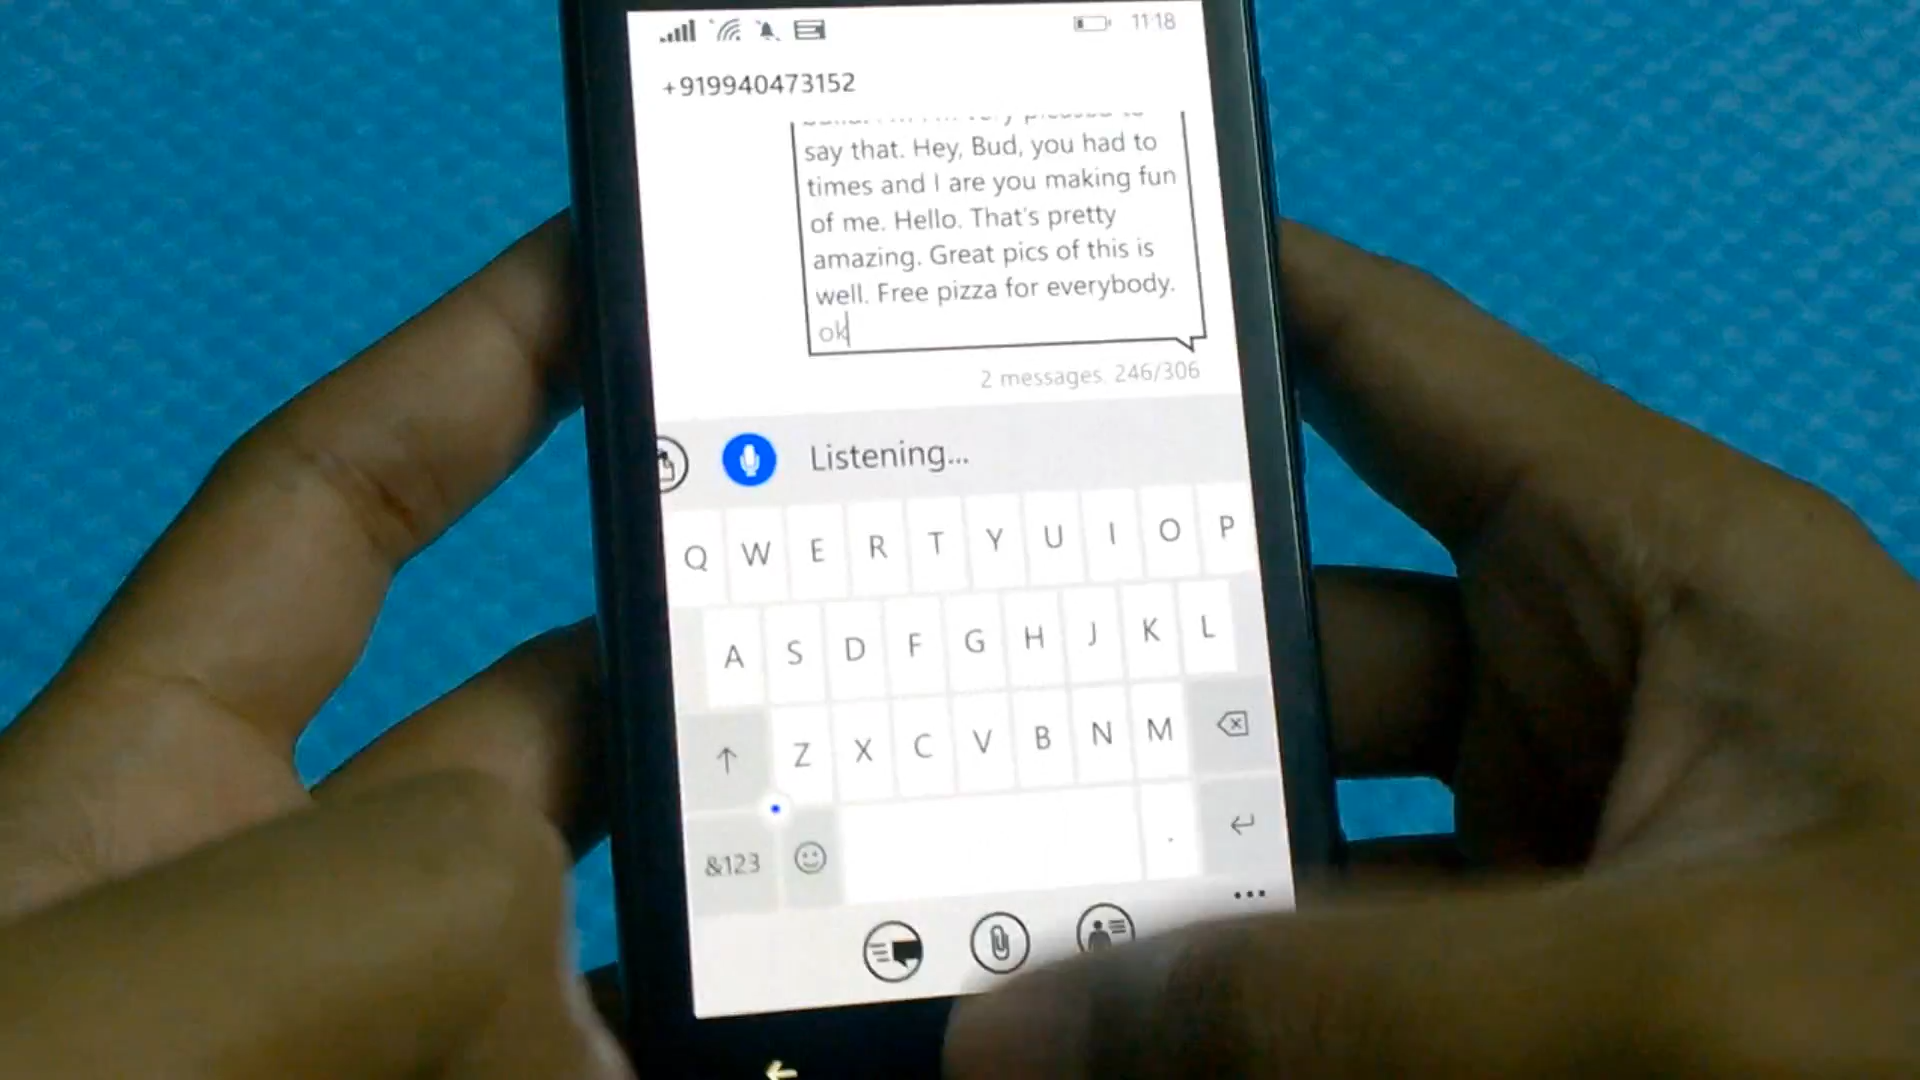 11:18
+919940473152
say that. Hey, Bud, you had to
times and I are you making fun
of me. Hello. That's pretty
amazing. Great pics of this is
well. Free pizza for everybody.
ok
2 messages, 246/306
Listening...
Q W E R T Y U I O P
A S D F G H J K L
Z X C V B N M
&123 .